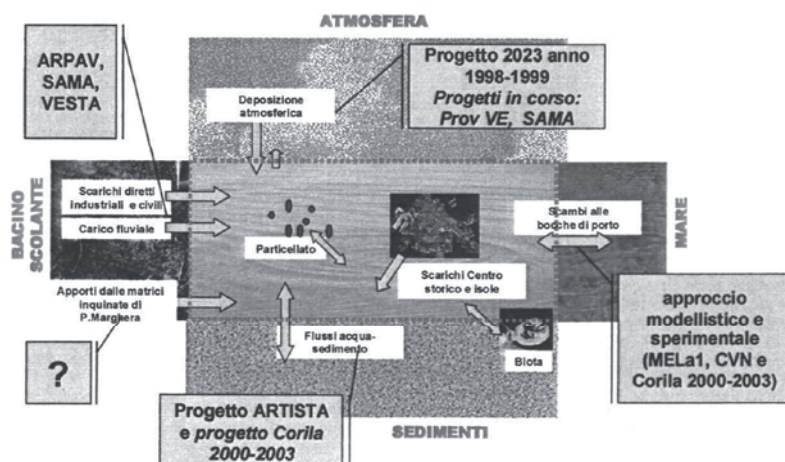 ATMOSFERA
ARPAV,
SAMA,
VESTA
Progetto 2023 anno
1998-1999
Progetti in corso:
Prov VE, SAMA
Deposizione
atmosferica
BACINO
SCOLANTE
Scarichi diretti
industriali e civili
Carico fluviale
Apporti dalle matrici
inquinate di
P.Marghera
?
Particellato
Scarichi Centro
storico e isole
Scambi alle
bocche di porto
MARE
Flussi acqua-
sedimento
Biota
approccio
modellistico e
sperimentale
(MELa1, CVN e
Corila 2000-2003)
Progetto ARTISTA
e progetto Corila
2000-2003
SEDIMENTI